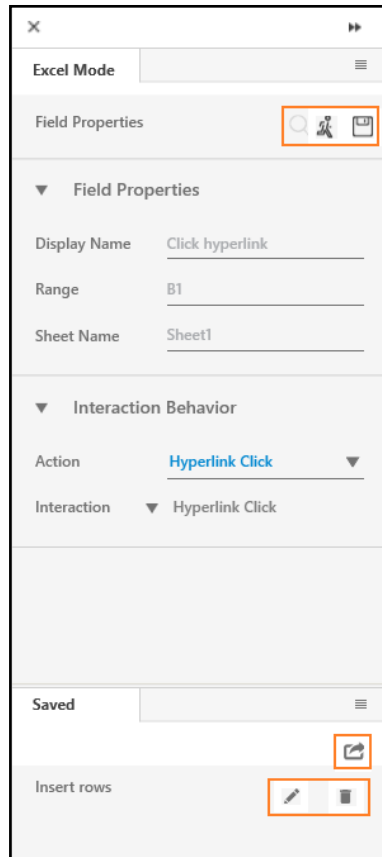 Excel Mode
Field Properties
Field Properties
Display Name Click hyperlink
Range B1
Sheet Name Sheet1
Interaction Behavior
Action Hyperlink Click
Interaction Hyperlink Click
Saved
Insert rows